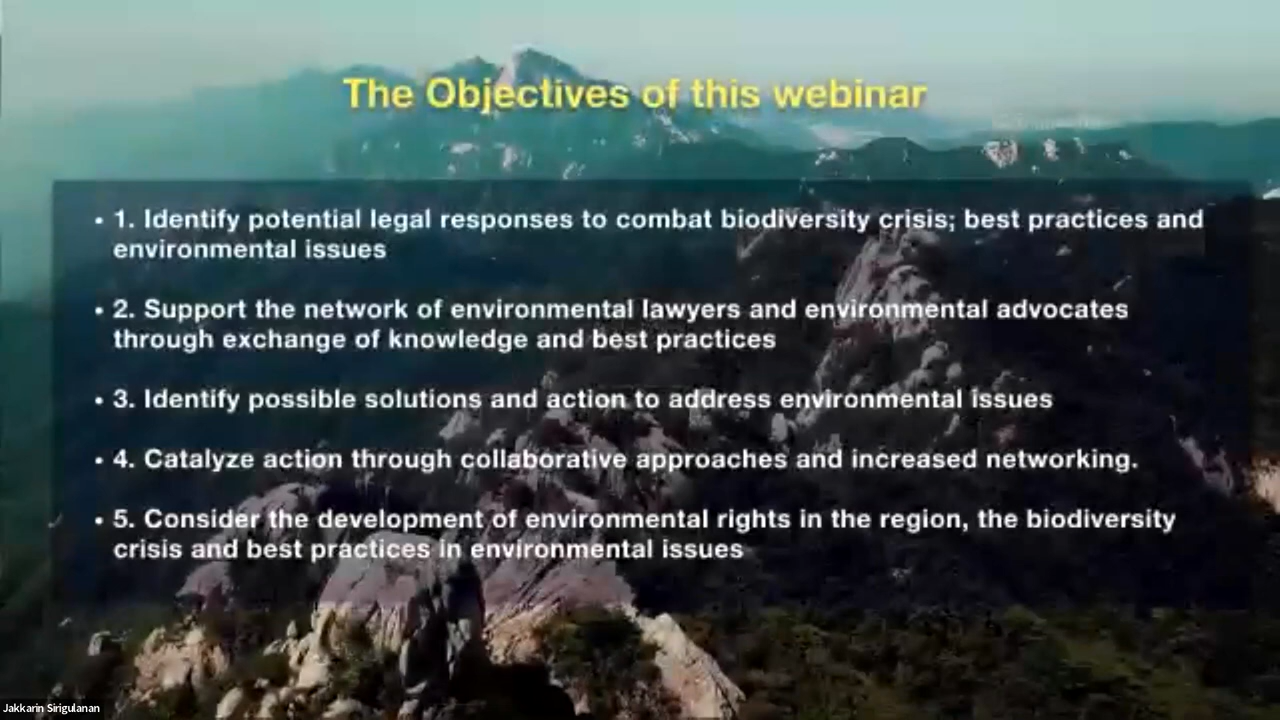 The Objectives of this webinar
• 1. Identify potential legal responses to combat biodiversity crisis; best practices and
environmental issues
• 2. Support the network of environmental lawyers and environmental advocates
through exchange of knowledge and best practices
• 3. Identify possible solutions and action to address environmental issues
• 4. Catalyze action through collaborative approaches and increased networking.
• 5. Consider the development of environmental rights in the region, the biodiversity
crisis and best practices in environmental issues
Jakkarin Sirigulanan